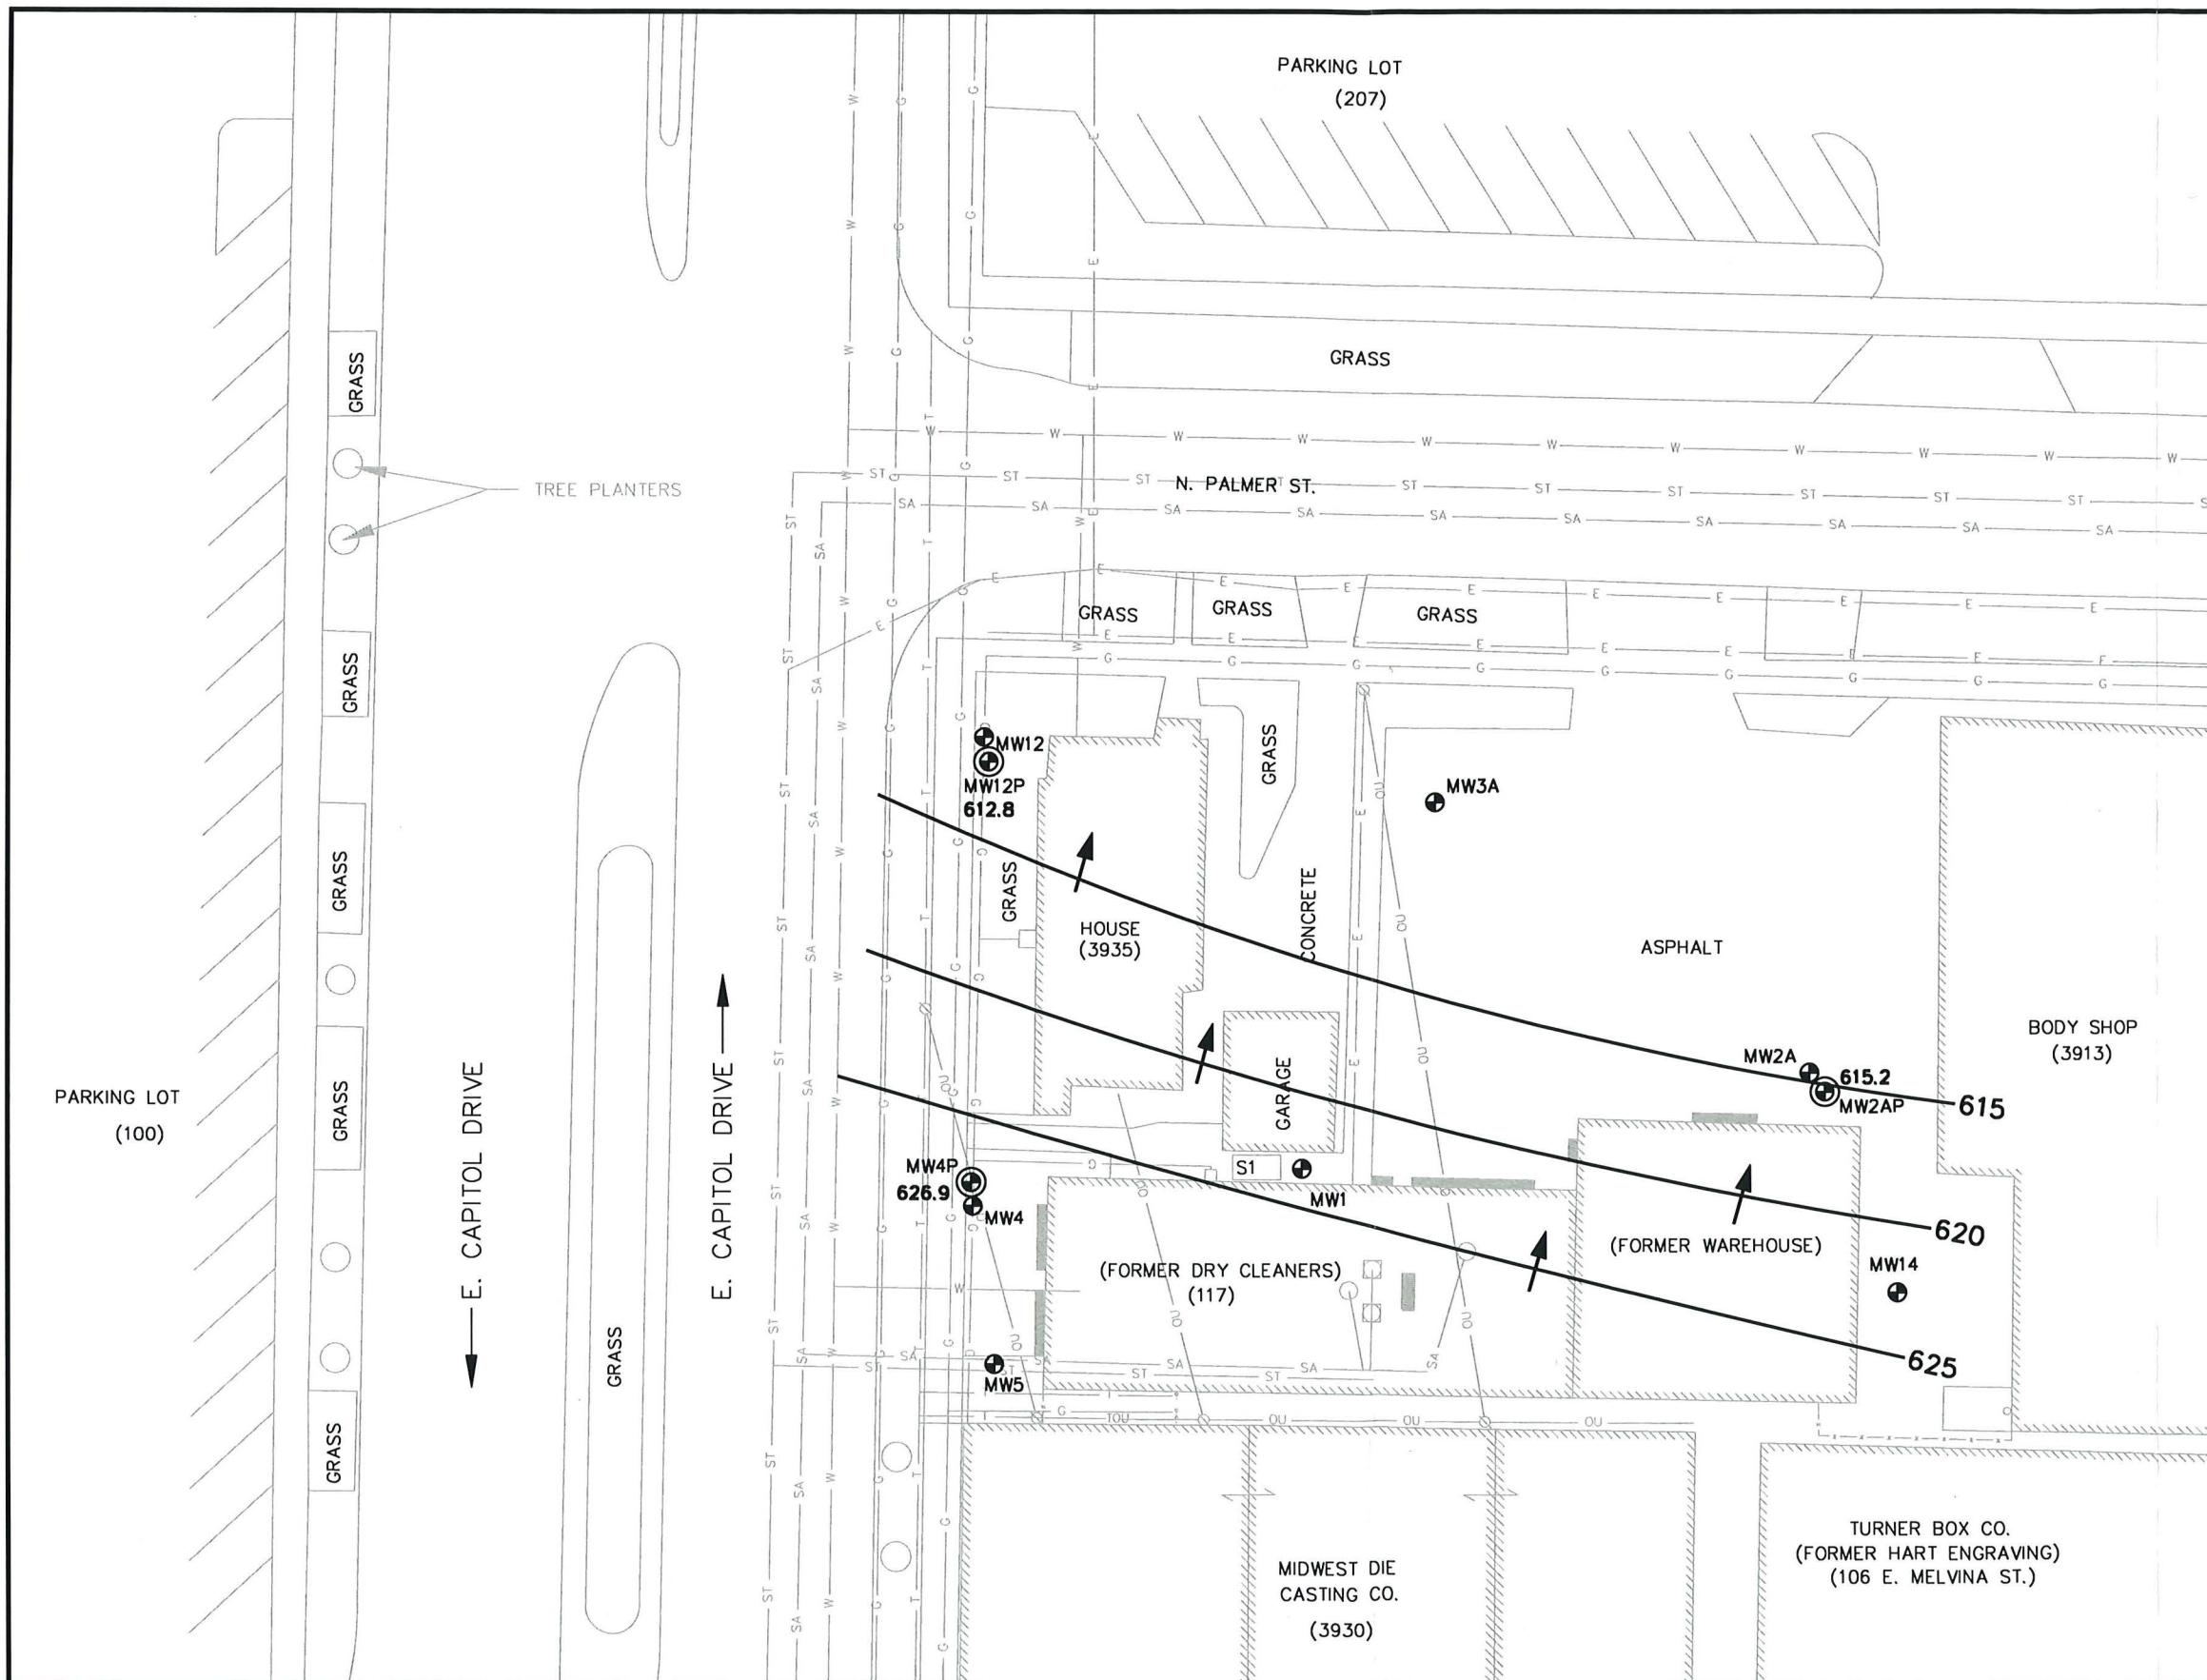 PARKING LOT
(207)
GRASS
GRASS
TREE PLANTERS
N. PALMER ST.
GRASS
GRASS
GRASS
GRASS
GRASS
MW12
MW12P
612.8
MW3A
GRASS
GRASS
CONCRETE
HOUSE
(3935)
ASPHALT
BODY SHOP
(3913)
PARKING LOT
(100)
GRASS
E. CAPITOL DRIVE
E. CAPITOL DRIVE
GARAGE
MW2A
615.2
MW2AP
615
MW4P
626.9
MW4
S1
MW1
620
(FORMER DRY CLEANERS)
(117)
(FORMER WAREHOUSE)
MW14
625
MW5
GRASS
GRASS
MIDWEST DIE
CASTING CO.
(3930)
TURNER BOX CO.
(FORMER HART ENGRAVING)
(106 E. MELVINA ST.)